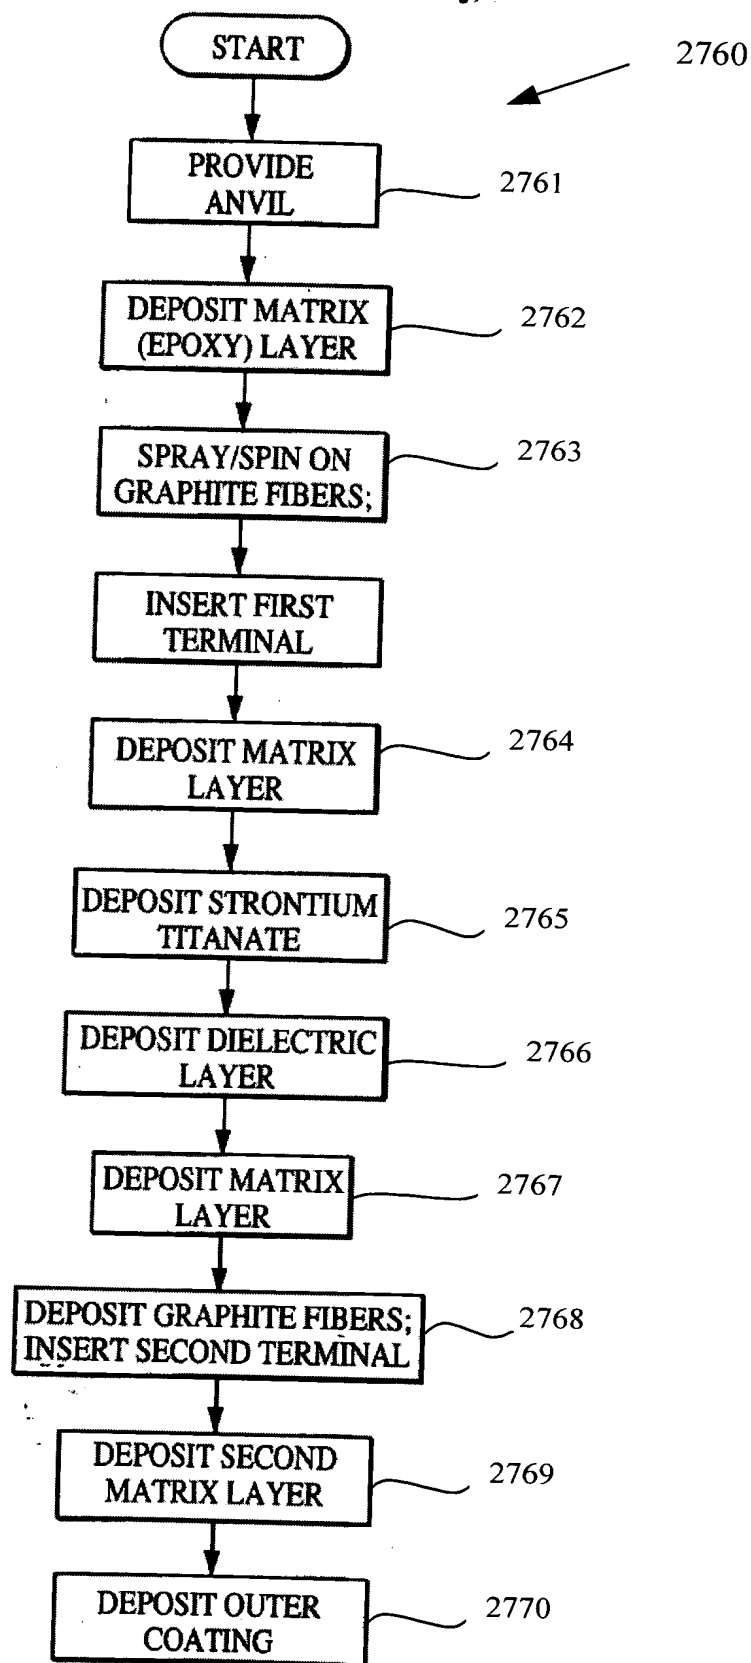 START
2760
PROVIDE
ANVIL
2761
DEPOSIT MATRIX
(EPOXY) LAYER
2762
SPRAY/SPIN ON
GRAPHITE FIBERS;
2763
INSERT FIRST
TERMINAL
DEPOSIT MATRIX
LAYER
2764
DEPOSIT STRONTIUM
TITANATE
2765
DEPOSIT DIELECTRIC
LAYER
2766
DEPOSIT MATRIX
LAYER
2767
DEPOSIT GRAPHITE FIBERS;
INSERT SECOND TERMINAL
2768
DEPOSIT SECOND
MATRIX LAYER
2769
DEPOSIT OUTER
COATING
2770